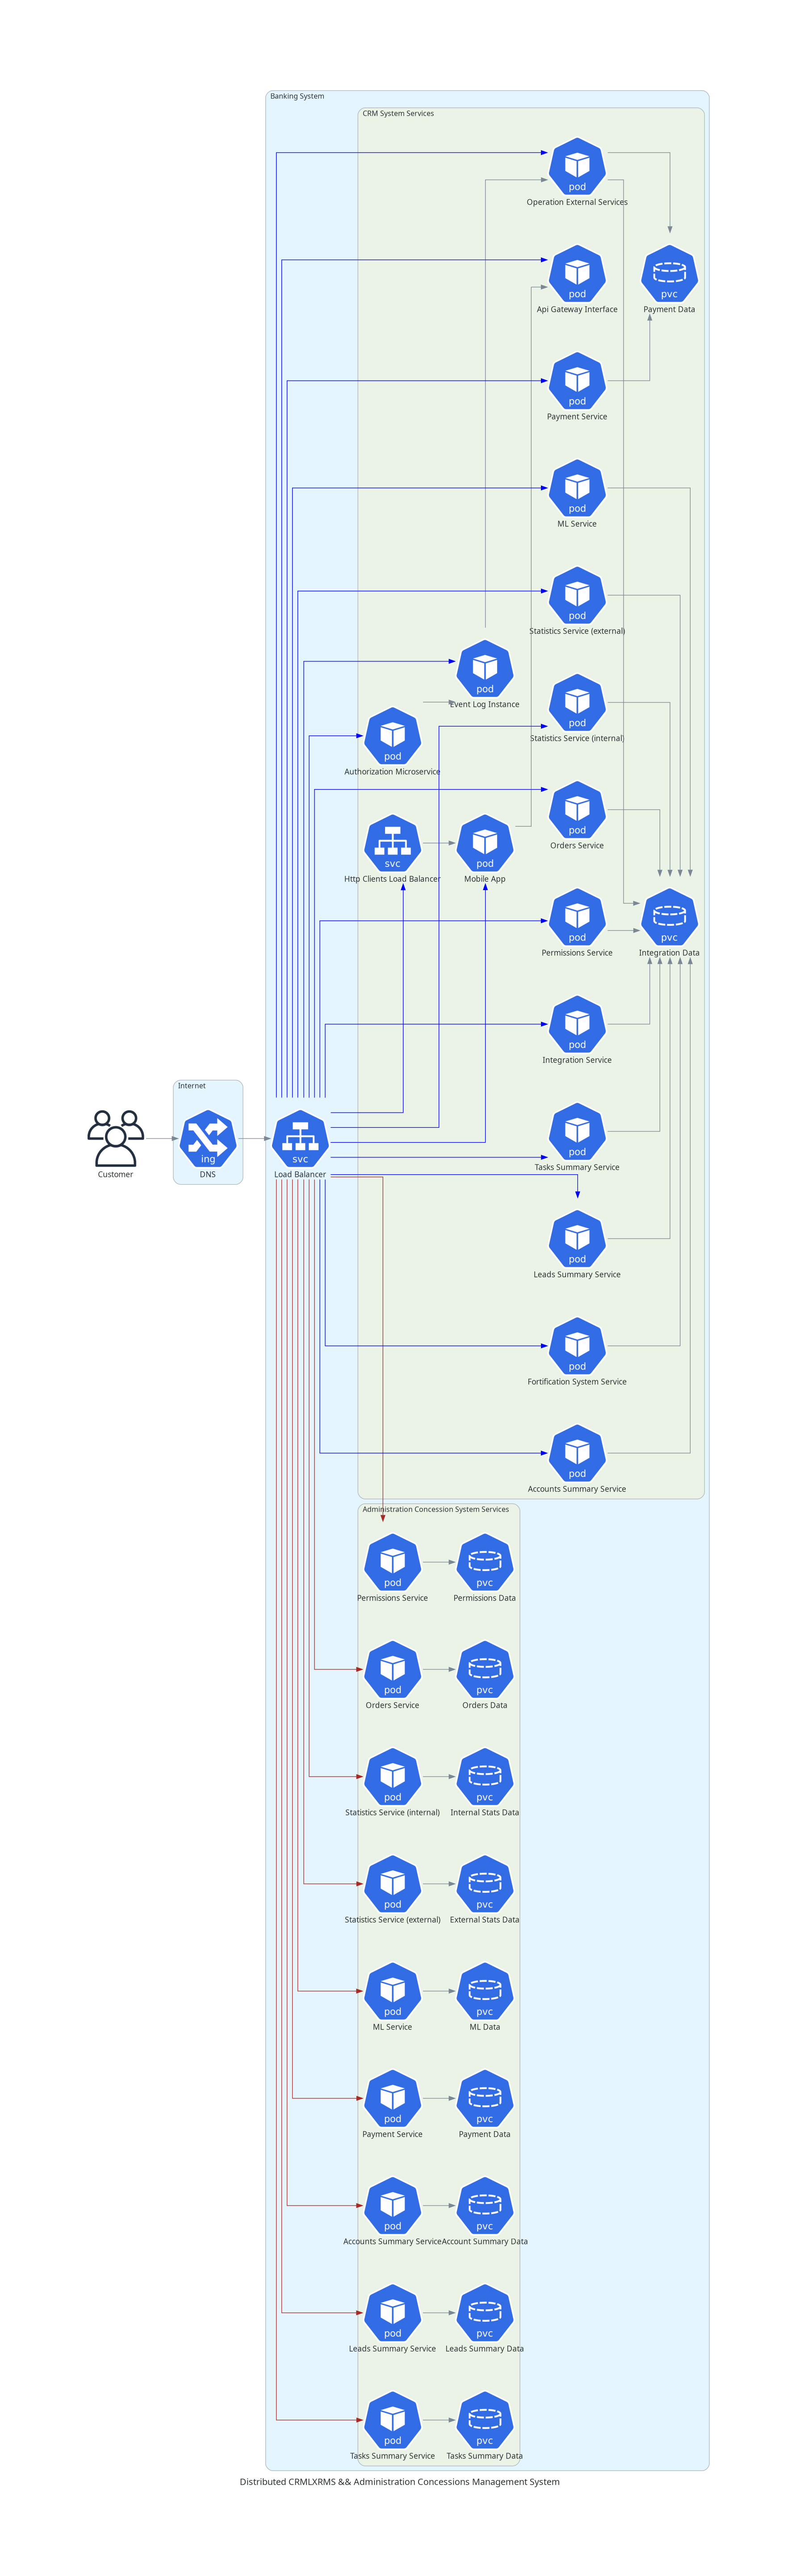 Banking System
CRM System Services
pod
Operation External Services
pod
Api Gateway Interface
pvc
Payment Data
pod
Payment Service
pod
ML Service
pod
Statistics Service (external)
pod
Event Log Instance
pod
Statistics Service (internal)
pod
Authorization Microservice
pod
Orders Service
svc
Http Clients Load Balancer
pod
Mobile App
pod
Permissions Service
pvc
Integration Data
pod
Integration Service
Internet
Customer
ing
DNS
svc
Load Balancer
pod
Tasks Summary Service
pod
Leads Summary Service
pod
Fortification System Service
pod
Accounts Summary Service
Administration Concession System Services
pod
Permissions Service
pvc
Permissions Data
pod
Orders Service
pvc
Orders Data
pod
Statistics Service (internal)
pvc
Internal Stats Data
pod
Statistics Service (external)
pvc
External Stats Data
pod
ML Service
pvc
ML Data
pod
Payment Service
pvc
Payment Data
pod
Accounts Summary Service
pvc
Account Summary Data
pod
Leads Summary Service
pvc
Leads Summary Data
pod
Tasks Summary Service
pvc
Tasks Summary Data
Distributed CRMLXRMS && Administration Concessions Management System